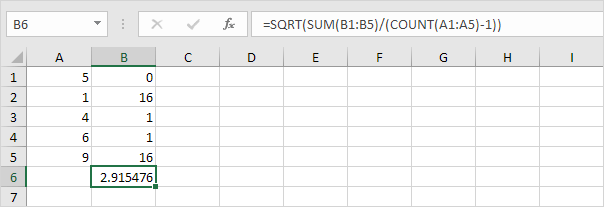 B6 fx =SQRT(SUM(B1:B5)/(COUNT(A1:A5)-1))
A B C D E F G H I
1 5 0
2 1 16
3 4 1
4 6 1
5 9 16
6 2.915476
7